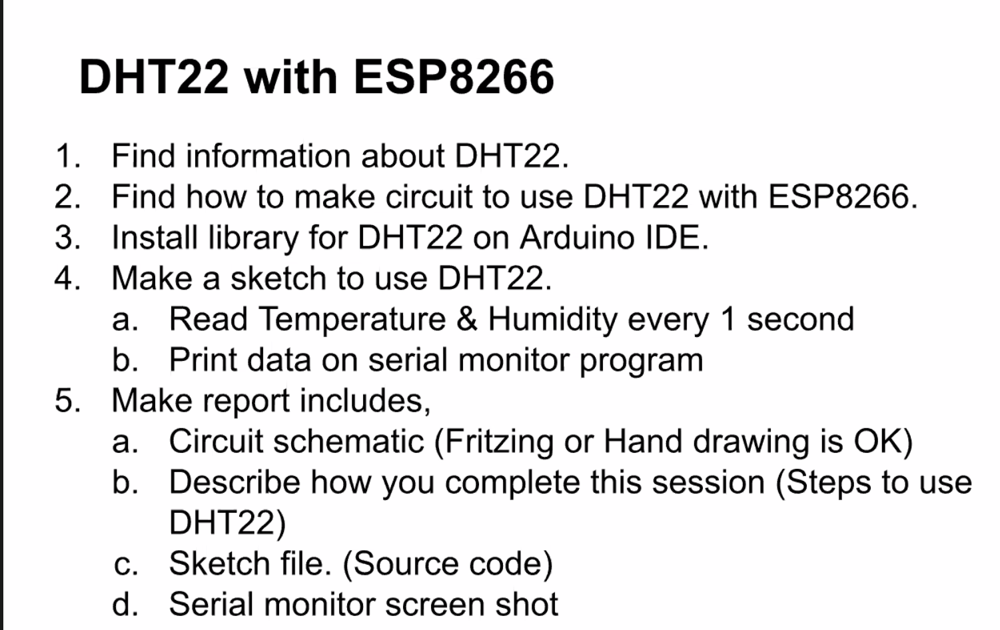 DHT22 with ESP8266
1. Find information about DHT22.
2. Find how to make circuit to use DHT22 with ESP8266.
3. Install library for DHT22 on Arduino IDE.
4. Make a sketch to use DHT22.
a. Read Temperature & Humidity every 1 second
b. Print data on serial monitor program
5. Make report includes,
a. Circuit schematic (Fritzing or Hand drawing is OK)
b. Describe how you complete this session (Steps to use
DHT22)
c. Sketch file. (Source code)
d. Serial monitor screen shot